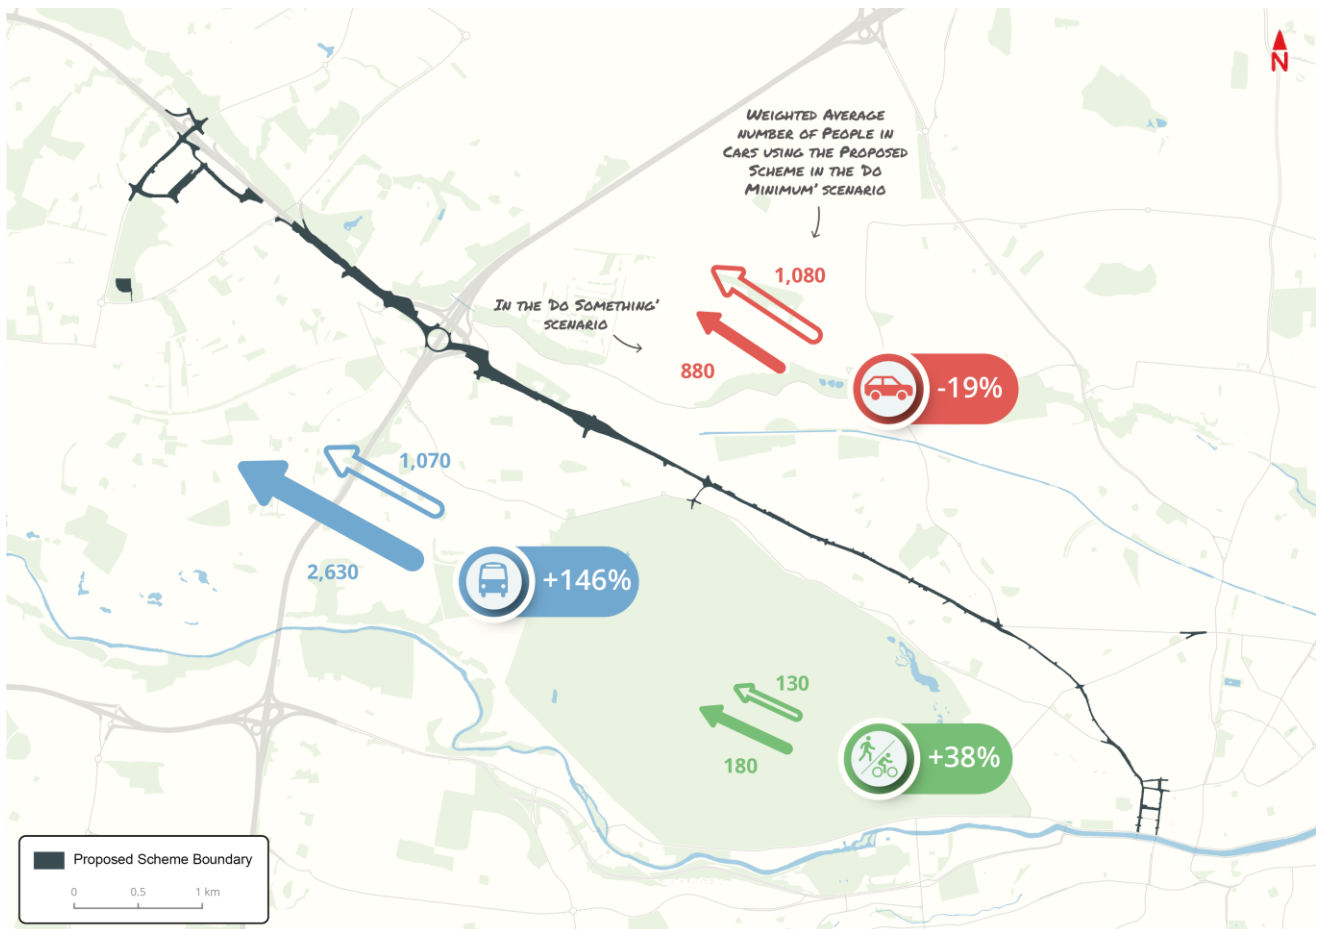 N
WEIGHTED AVERAGE
NUMBER OF PEOPLE IN
CARS USING THE PROPOSED
SCHEME IN THE 'DO
MINIMUM' SCENARIO
1,080
IN THE 'DO SOMETHING'
SCENARIO
880
-19%
1,070
2,630
+146%
130
180
+38%
Proposed Scheme Boundary
0 0.5 1 km